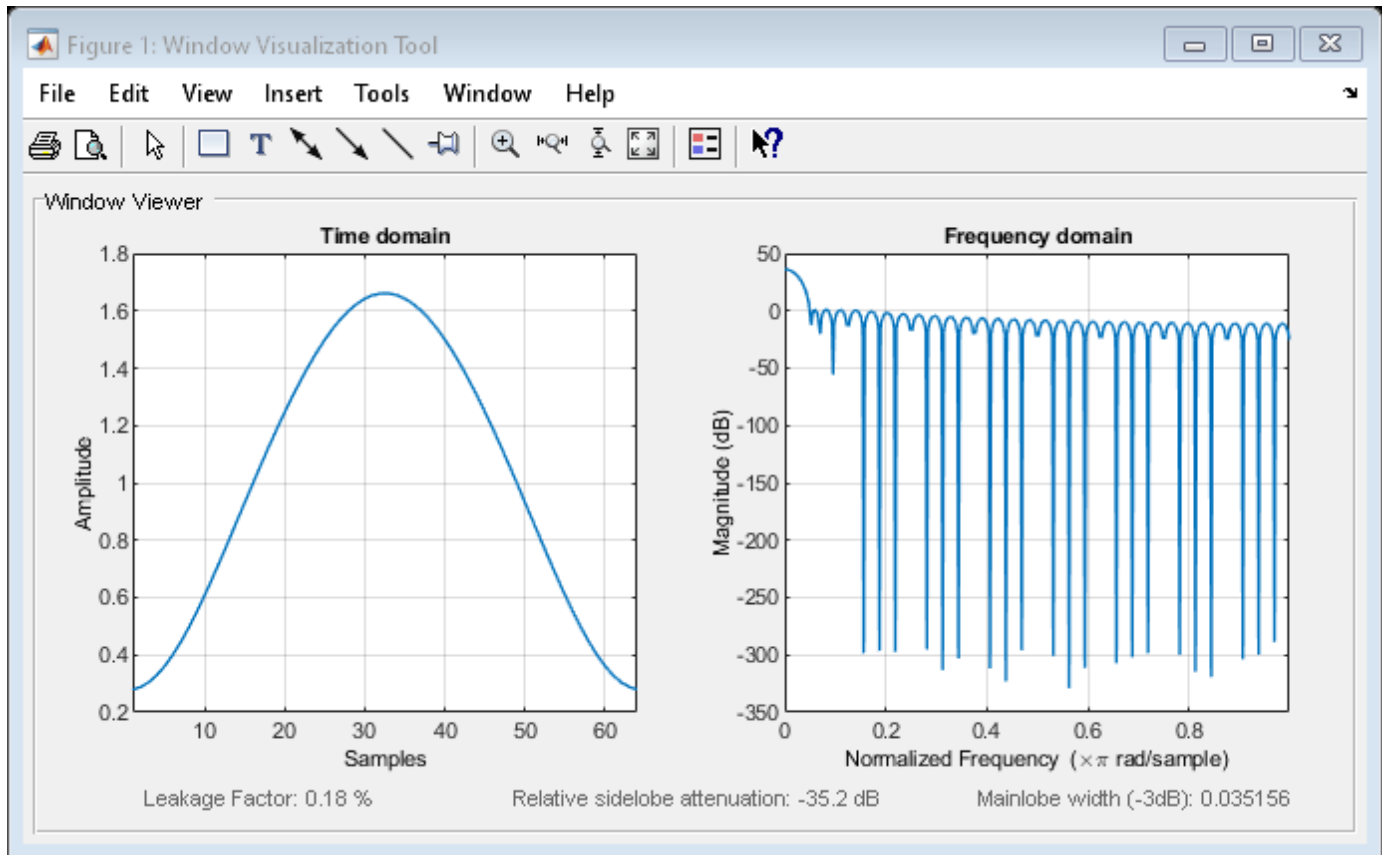 Figure 1: Window Visualization Tool
File Edit View Insert Tools Window Help
T ?
Window Viewer
Time domain
1.8
1.6
1.4
1.2
1
0.8
0.6
0.4
0.2
10 20 30 40 50 60
Samples
Amplitude
Frequency domain
50
0
-50
-100
-150
-200
-250
-300
-350
0 0.2 0.4 0.6 0.8
Normalized Frequency (×π rad/sample)
Magnitude (dB)
Leakage Factor: 0.18 % Relative sidelobe attenuation: -35.2 dB Mainlobe width (-3dB): 0.035156